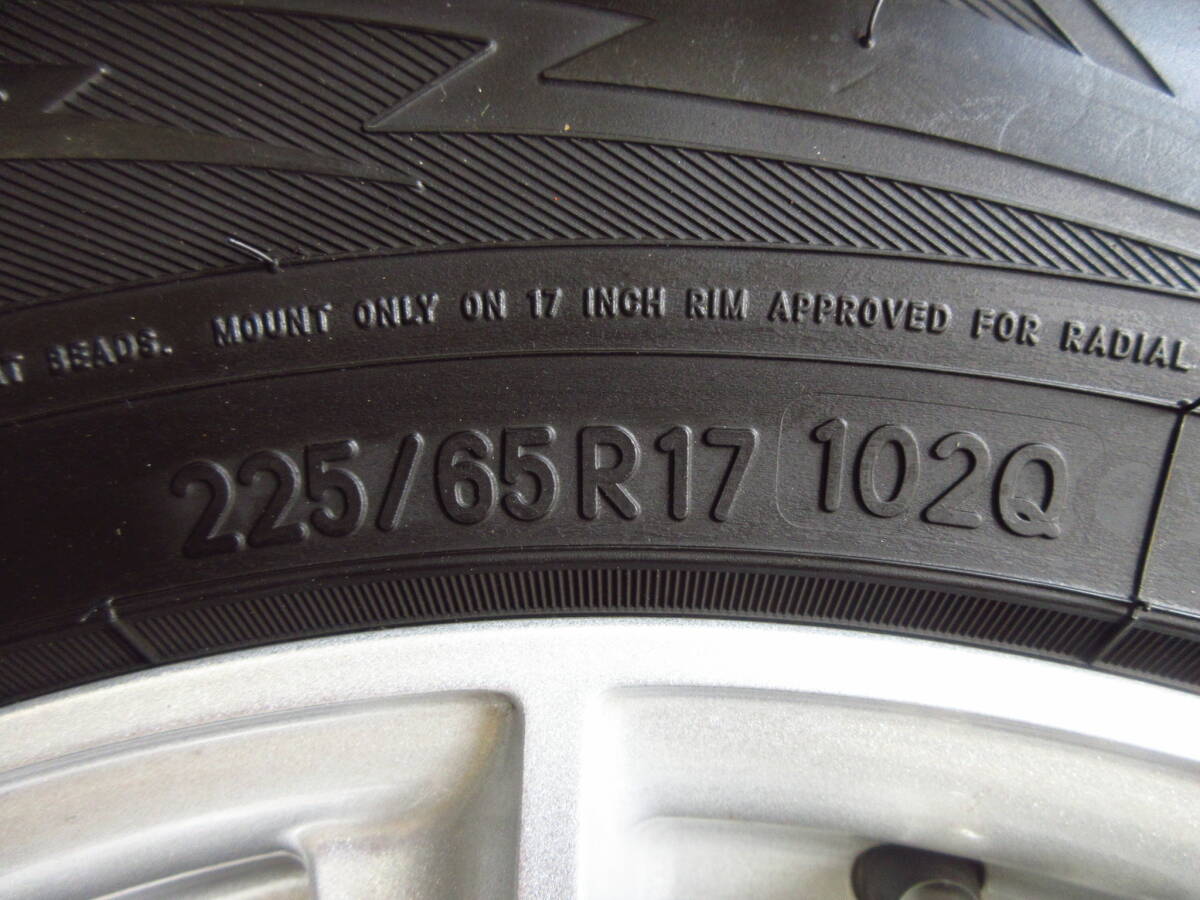 BEADS. MOUNT ONLY ON 17 INCH RIM APPROVED FOR RADIAL
225/65R17 102Q